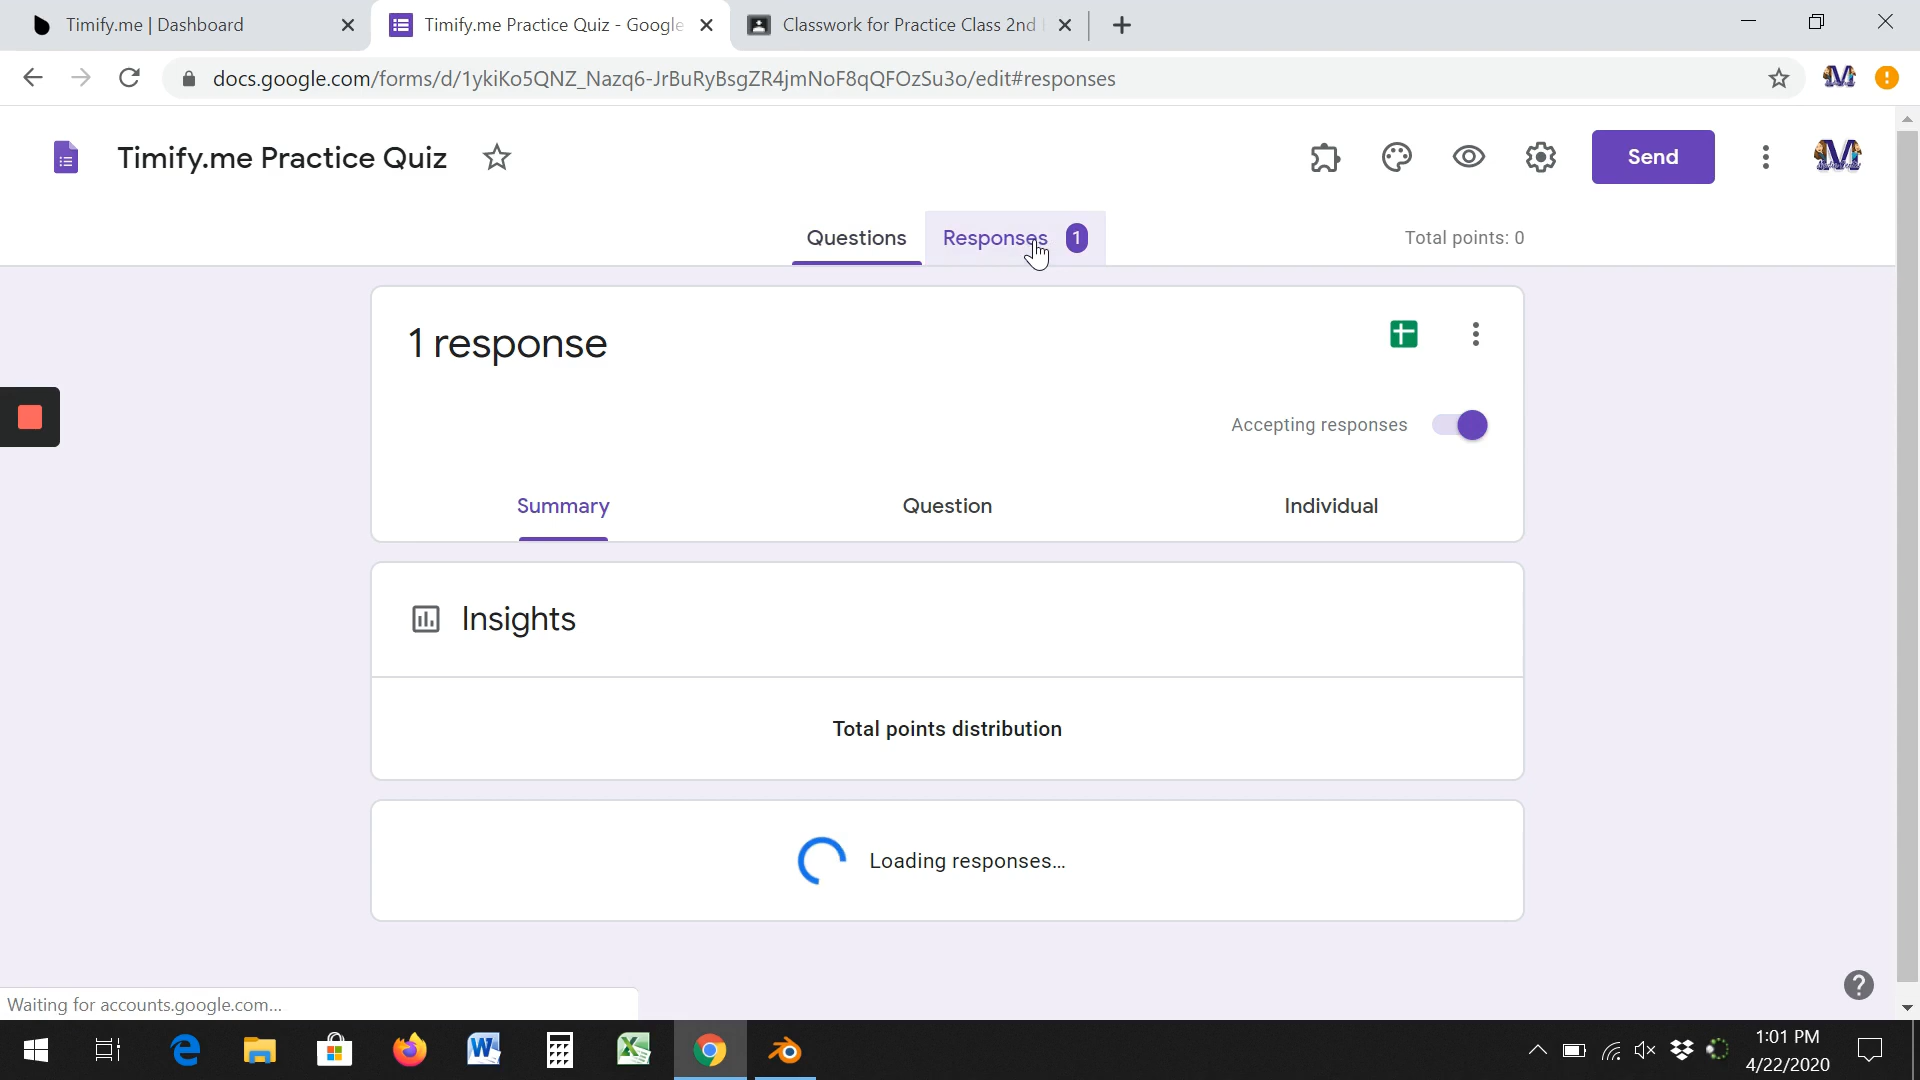 Timify.me | Dashboard
Timify.me Practice Quiz - Google
Classwork for Practice Class 2nd
docs.google.com/forms/d/1ykiKo5QNZ_Nazq6-JrBuRyBsgZR4jmNoF8qQFOzSu3o/edit#responses
Timify.me Practice Quiz
Send
Questions
Responses 1
Total points: 0
1 response
Accepting responses
Summary
Question
Individual
Insights
Total points distribution
Loading responses...
Waiting for accounts.google.com...
1:01 PM
4/22/2020